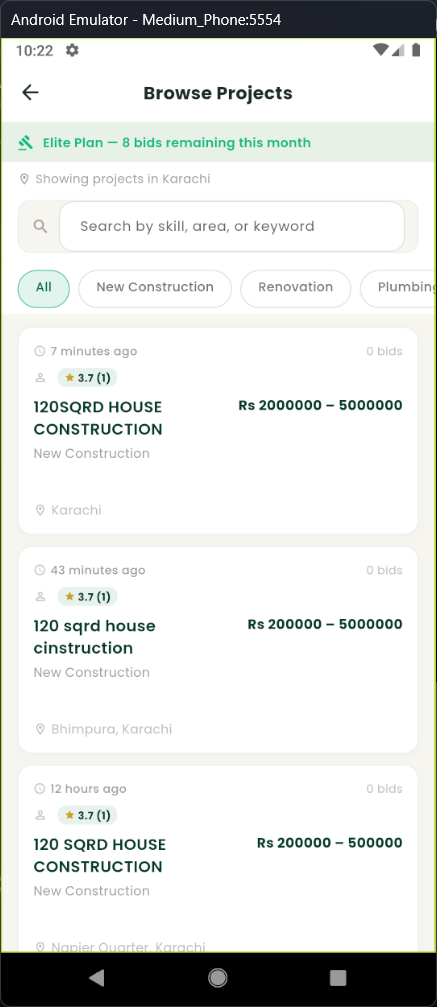 Android Emulator - Medium_Phone:5554
10:22
Browse Projects
Elite Plan — 8 bids remaining this month
Showing projects in Karachi
Search by skill, area, or keyword
All New Construction Renovation Plumbing
7 minutes ago 0 bids
3.7 (1)
120SQRD HOUSE CONSTRUCTION Rs 2000000 – 5000000
New Construction
Karachi
43 minutes ago 0 bids
3.7 (1)
120 sqrd house cinstruction Rs 200000 – 5000000
New Construction
Bhimpura, Karachi
12 hours ago 0 bids
3.7 (1)
120 SQRD HOUSE CONSTRUCTION Rs 200000 – 500000
New Construction
Napier Quarter, Karachi